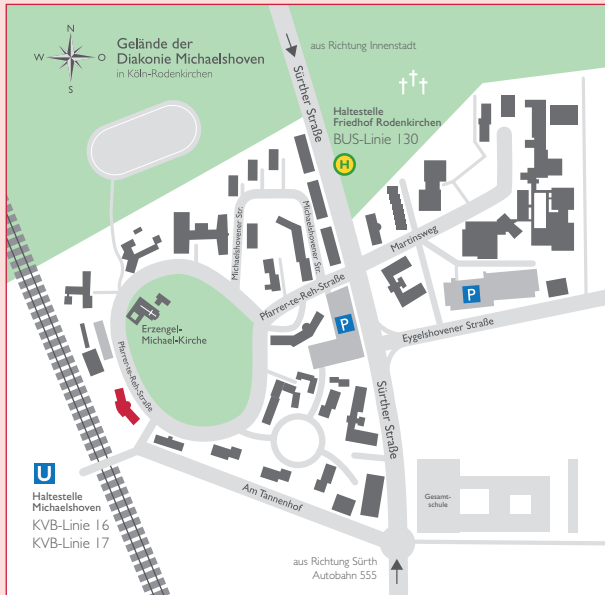 N
W
O
S
Gelände der
Diakonie Michaelshoven
in Köln-Rodenkirchen
aus Richtung Innenstadt
Sürther Straße
Haltestelle
Friedhof Rodenkirchen
BUS-Linie 130
H
Michaelshovener Str.
Michaelshovener Str.
Martinsweg
Pfarrer-te-Reh-Straße
P
P
Eygelshovener Straße
Erzengel-
Michael-Kirche
Pfarrer-te-Reh-Straße
Sürther Straße
U
Haltestelle
Michaelshoven
KVB-Linie 16
KVB-Linie 17
Am Tannenhof
Gesamt-
schule
aus Richtung Sürth
Autobahn 555